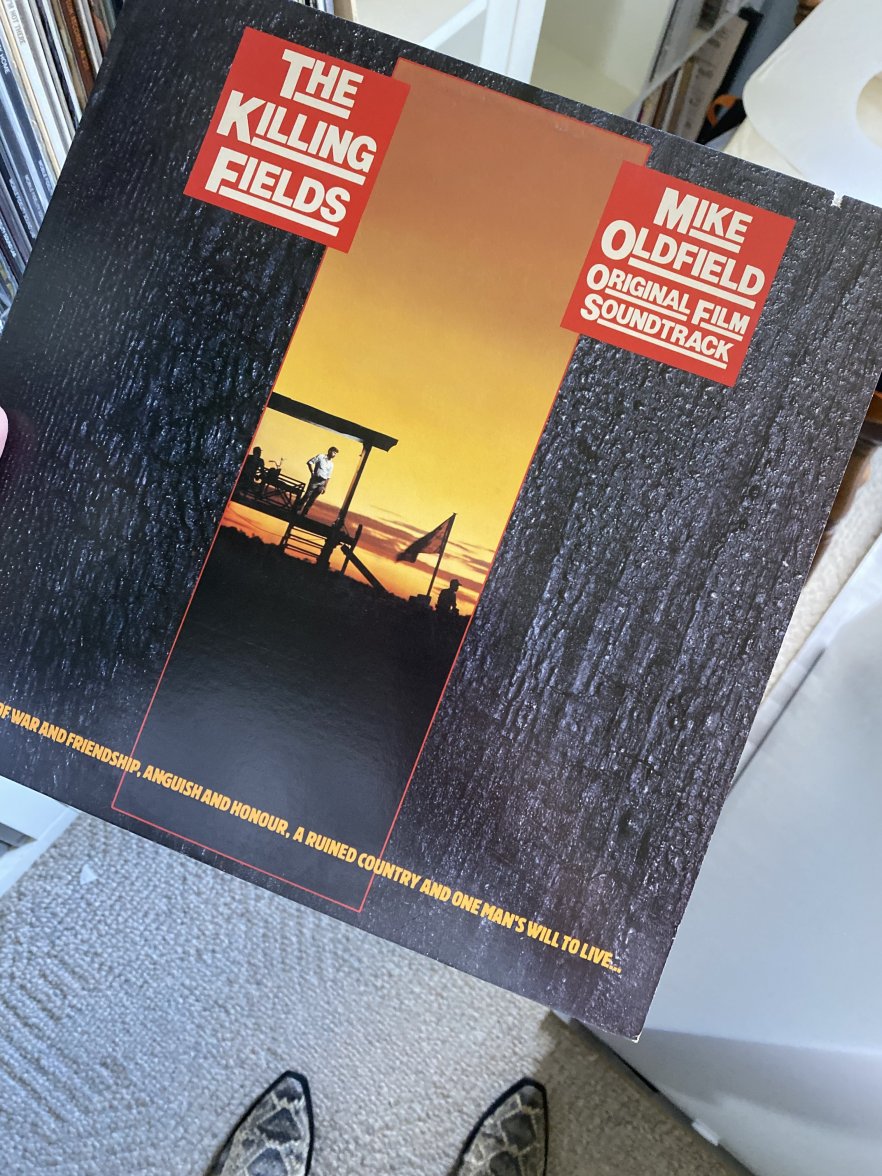 THE
KILLING
FIELDS
MIKE
OLDFIELD
ORIGINAL FILM
SOUNDTRACK
OF WAR AND FRIENDSHIP, ANGUISH AND HONOUR, A RUINED COUNTRY AND ONE MAN'S WILL TO LIVE...